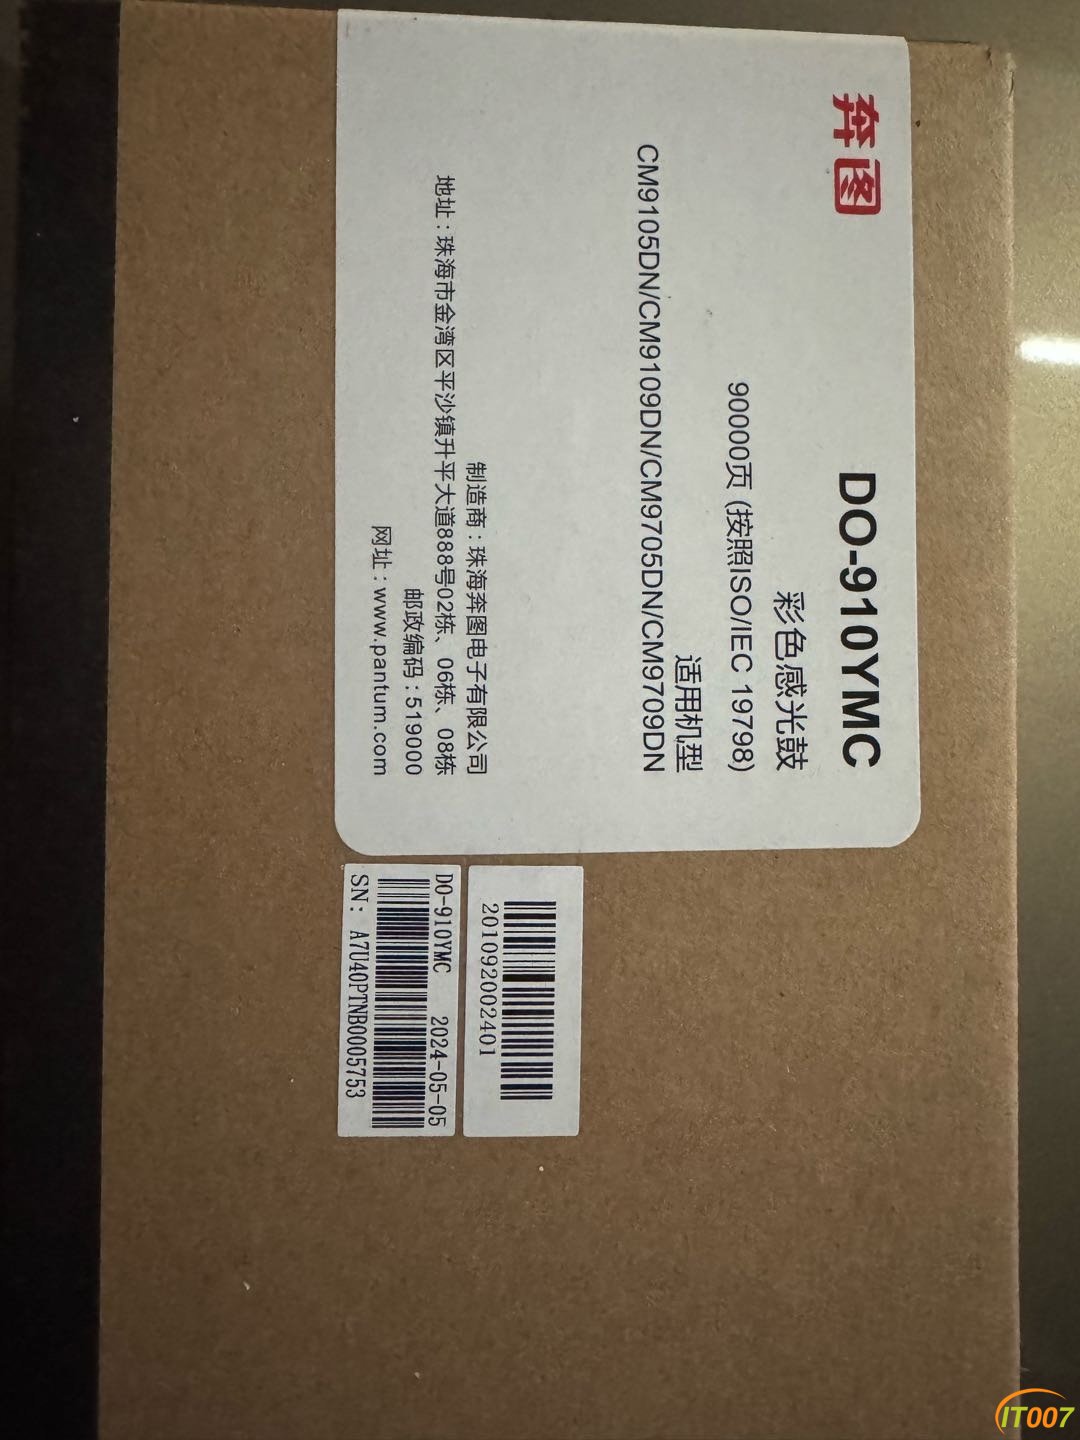 奔图
DO-910YMC
彩色感光鼓
90000页 (按照ISO/IEC 19798)
适用机型
CM9105DN/CM9109DN/CM9705DN/CM9709DN
制造商：珠海奔图电子有限公司
地址：珠海市金湾区平沙镇升平大道888号02栋、06栋、08栋
邮政编码：519000
网址：www.pantum.com
201092002401
DO-910YMC 2024-05-05
SN: A7U40PTNB0005753
IT007